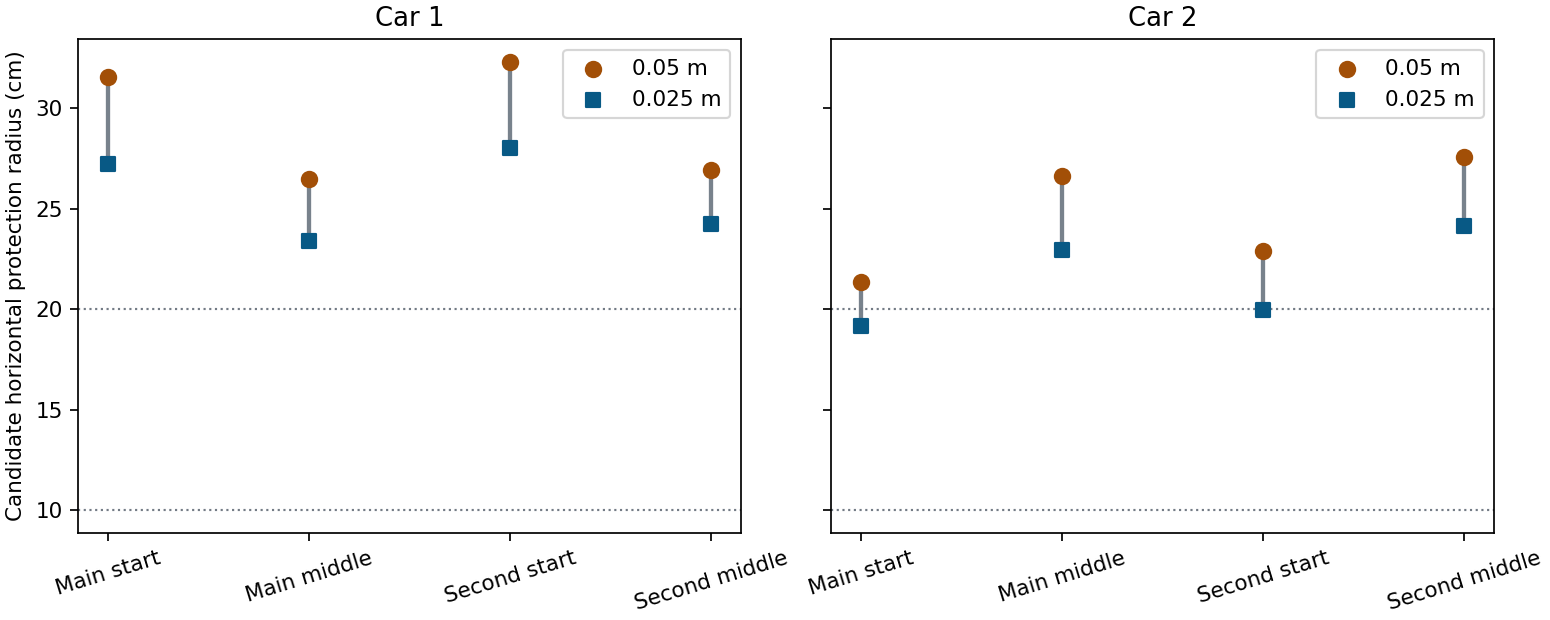 Car 1
Candidate horizontal protection radius (cm)
30
25
20
15
10
0.05 m
0.025 m
Main start
Main middle
Second start
Second middle
Car 2
0.05 m
0.025 m
Main start
Main middle
Second start
Second middle